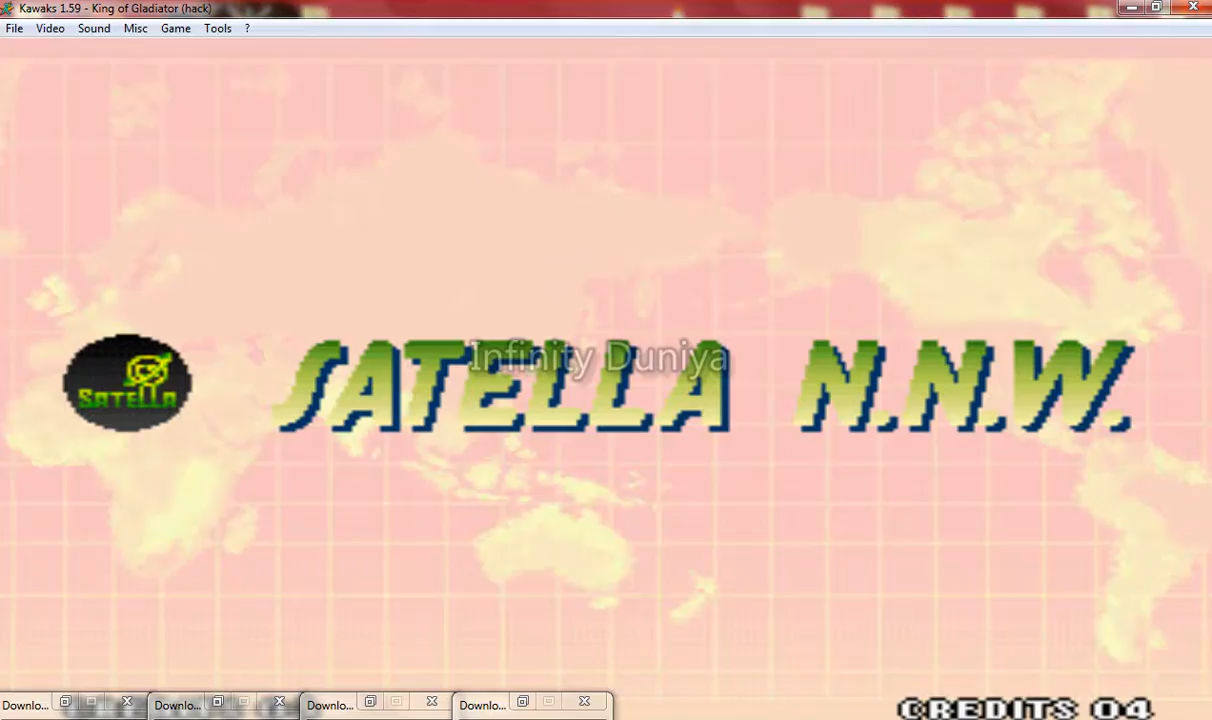 Kawaks 1.59 - King of Gladiator (hack)
File Video Sound Misc Game Tools ?
SATELLA N.N.W.
Infinity Duniya
SATELLA
Downlo... Downlo... Downlo... Downlo...
CREDITS 04